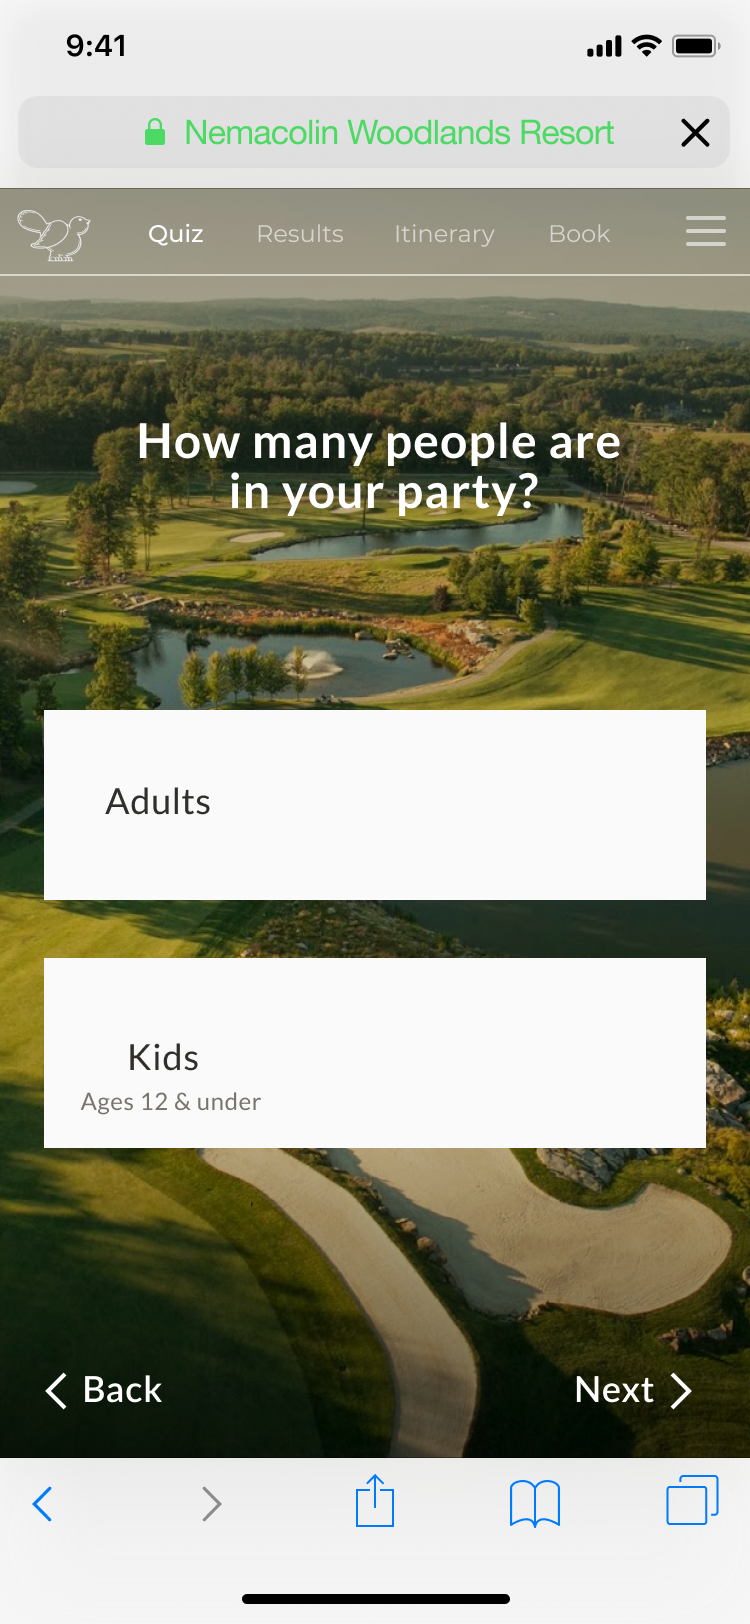 9:41
Nemacolin Woodlands Resort
Quiz Results Itinerary Book
How many people are
in your party?
Adults
Kids
Ages 12 & under
Back Next